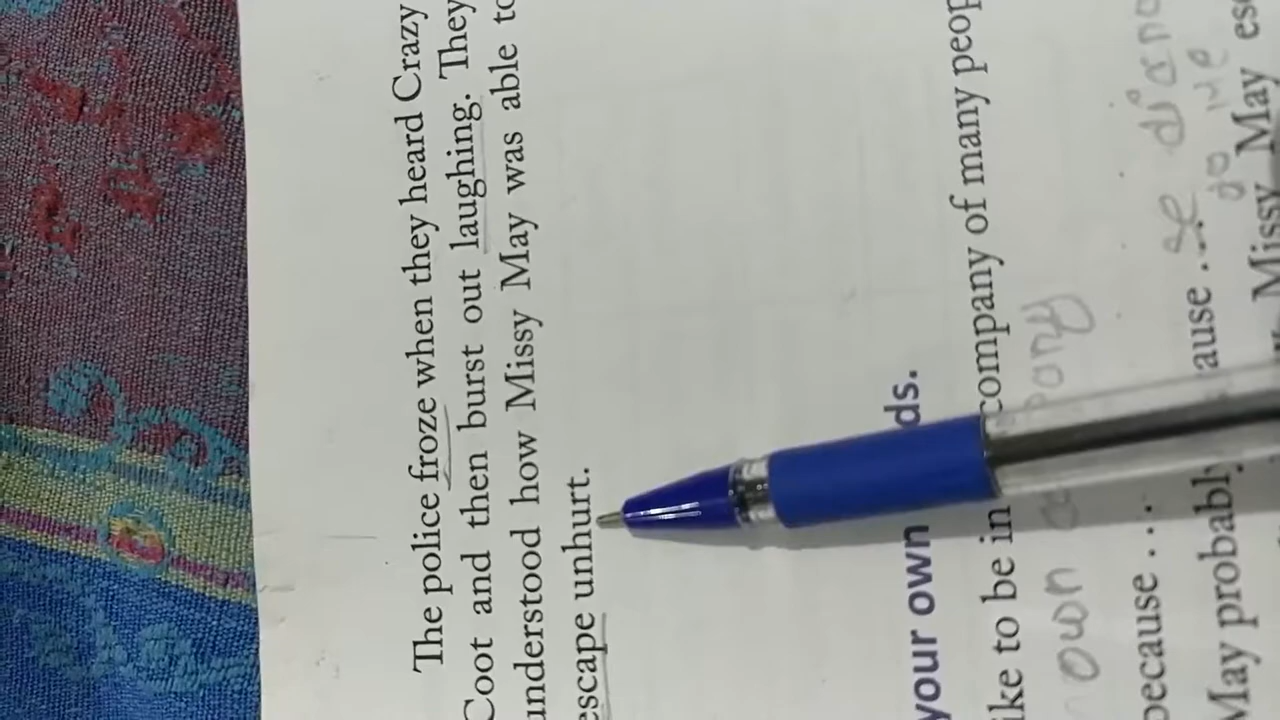 The police froze when they heard Crazy
Coot and then burst out laughing. They
understood how Missy May was able to
escape unhurt.
your own
ds.
like to be in
company of many
own
because ...
ause ...
May probably
Missy May